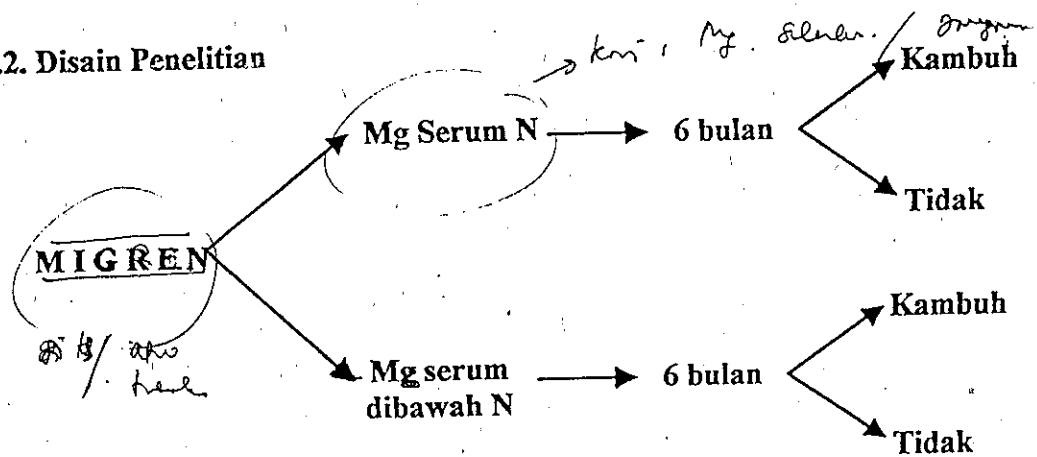 .2. Disain Penelitian
Kambuh
Mg Serum N
6 bulan
Tidak
MIGREN
Kambuh
Mg serum
dibawah N
6 bulan
Tidak